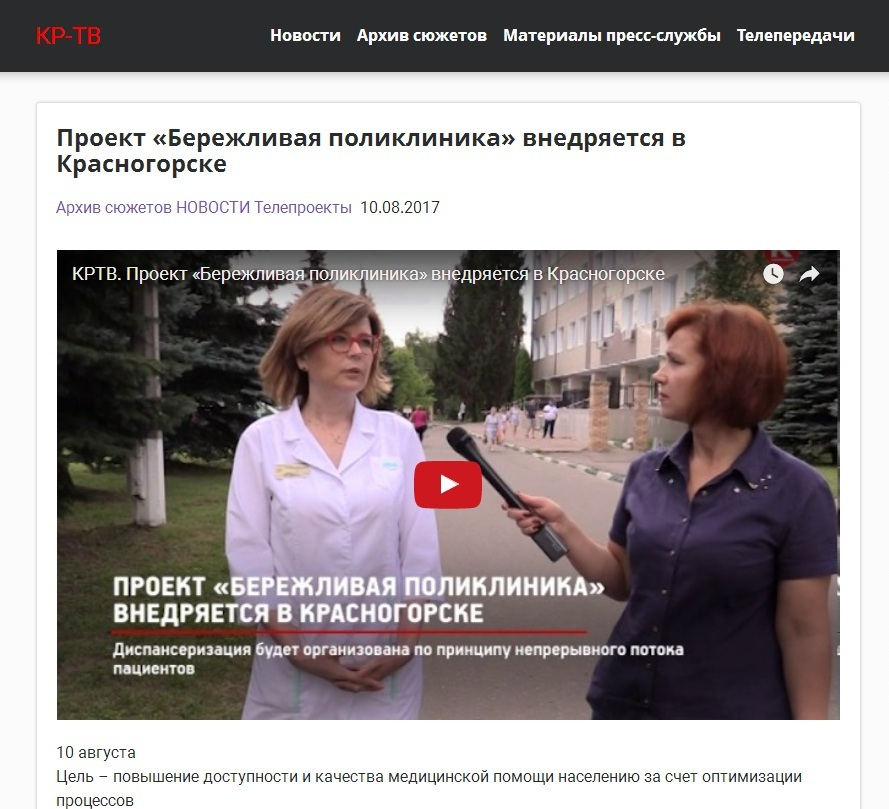 КР-ТВ
Новости Архив сюжетов Материалы пресс-службы Телепередачи
Проект «Бережливая поликлиника» внедряется в
Красногорске
Архив сюжетов НОВОСТИ Телепроекты 10.08.2017
КРТВ. Проект «Бережливая поликлиника» внедряется в Красногорске
ПРОЕКТ «БЕРЕЖЛИВАЯ ПОЛИКЛИНИКА»
ВНЕДРЯЕТСЯ В КРАСНОГОРСКЕ
Диспансеризация будет организована по принципу непрерывного потока
пациентов
10 августа
Цель – повышение доступности и качества медицинской помощи населению за счет оптимизации
процессов